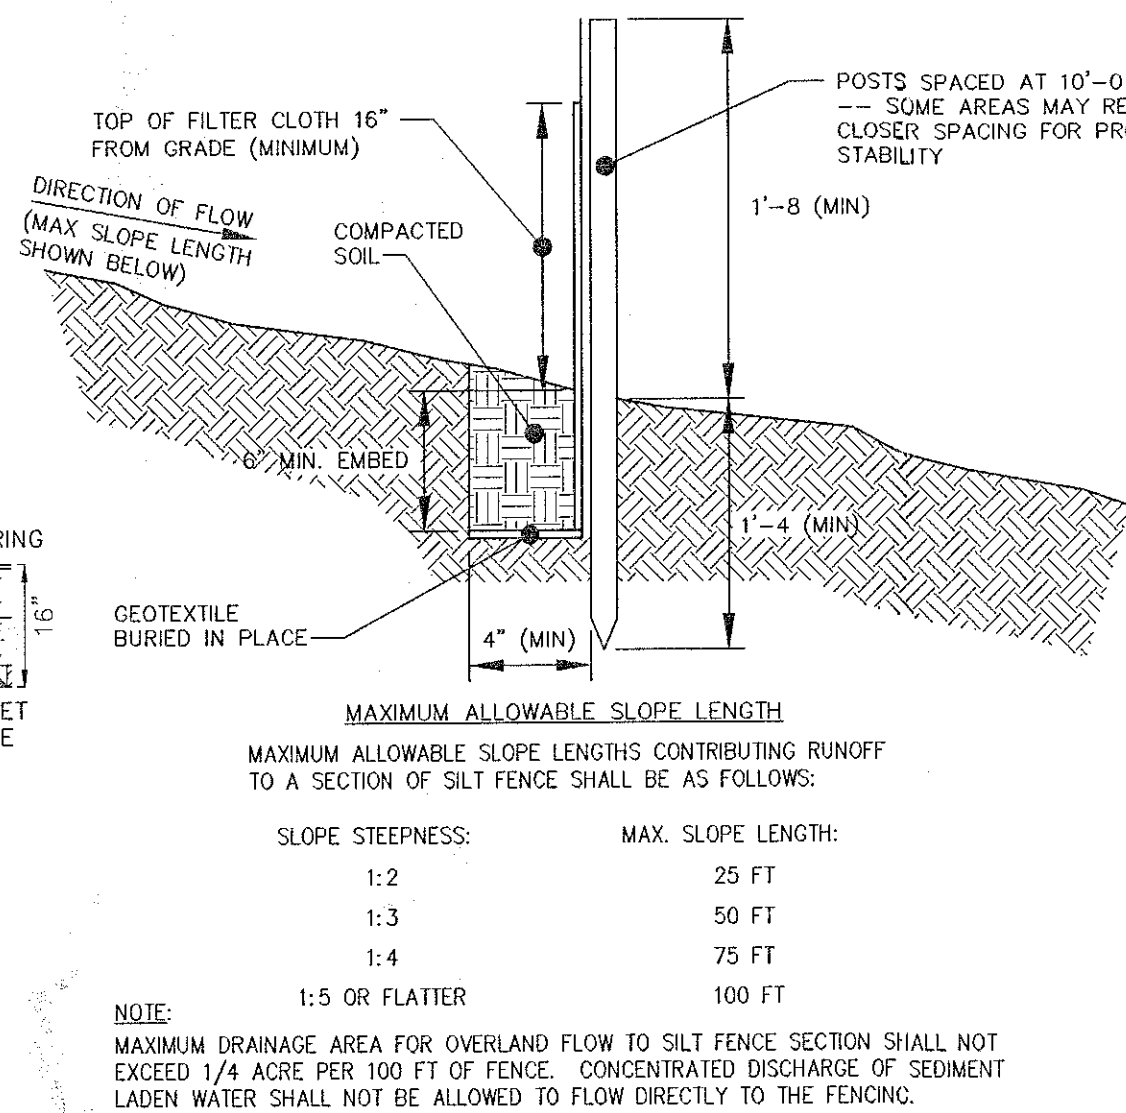 TOP OF FILTER CLOTH 16"
FROM GRADE (MINIMUM)
POSTS SPACED AT 10'-0
-- SOME AREAS MAY RE
CLOSER SPACING FOR PR
STABILITY
DIRECTION OF FLOW
(MAX SLOPE LENGTH
SHOWN BELOW)
COMPACTED
SOIL
1'-8 (MIN)
6" MIN. EMBED
1'-4 (MIN)
RING
16"
ET
E
GEOTEXTILE
BURIED IN PLACE
4" (MIN)
MAXIMUM ALLOWABLE SLOPE LENGTH
MAXIMUM ALLOWABLE SLOPE LENGTHS CONTRIBUTING RUNOFF
TO A SECTION OF SILT FENCE SHALL BE AS FOLLOWS:
SLOPE STEEPNESS: MAX. SLOPE LENGTH:
1:2 25 FT
1:3 50 FT
1:4 75 FT
1:5 OR FLATTER 100 FT
NOTE:
MAXIMUM DRAINAGE AREA FOR OVERLAND FLOW TO SILT FENCE SECTION SHALL NOT
EXCEED 1/4 ACRE PER 100 FT OF FENCE. CONCENTRATED DISCHARGE OF SEDIMENT
LADEN WATER SHALL NOT BE ALLOWED TO FLOW DIRECTLY TO THE FENCING.